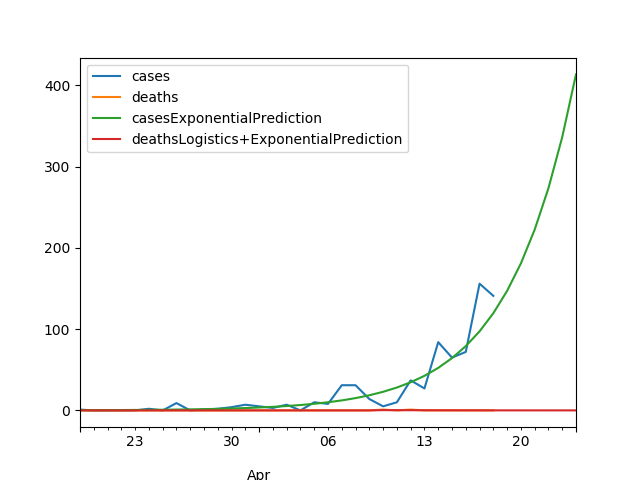 cases
deaths
casesExponentialPrediction
deathsLogistics+ExponentialPrediction
400
300
200
100
0
23 30 06 13 20
Apr